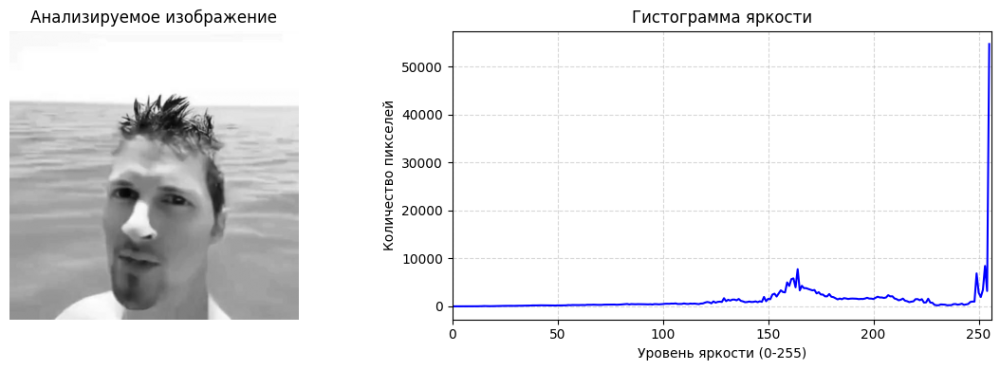 Анализируемое изображение
Гистограмма яркости
Количество пикселей
50000
40000
30000
20000
10000
0
0 50 100 150 200 250
Уровень яркости (0-255)